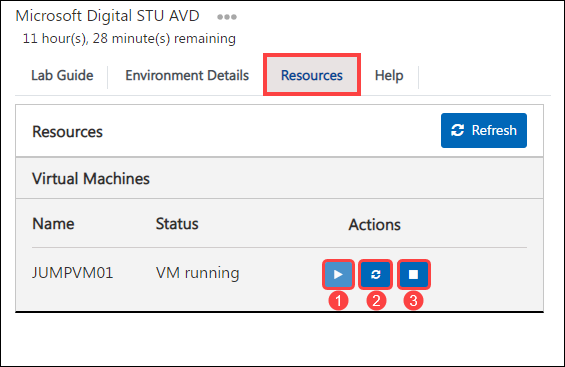 Microsoft Digital STU AVD
11 hour(s), 28 minute(s) remaining
Lab Guide Environment Details Resources Help
Resources Refresh
Virtual Machines
Name Status Actions
JUMPVM01 VM running
1 2 3